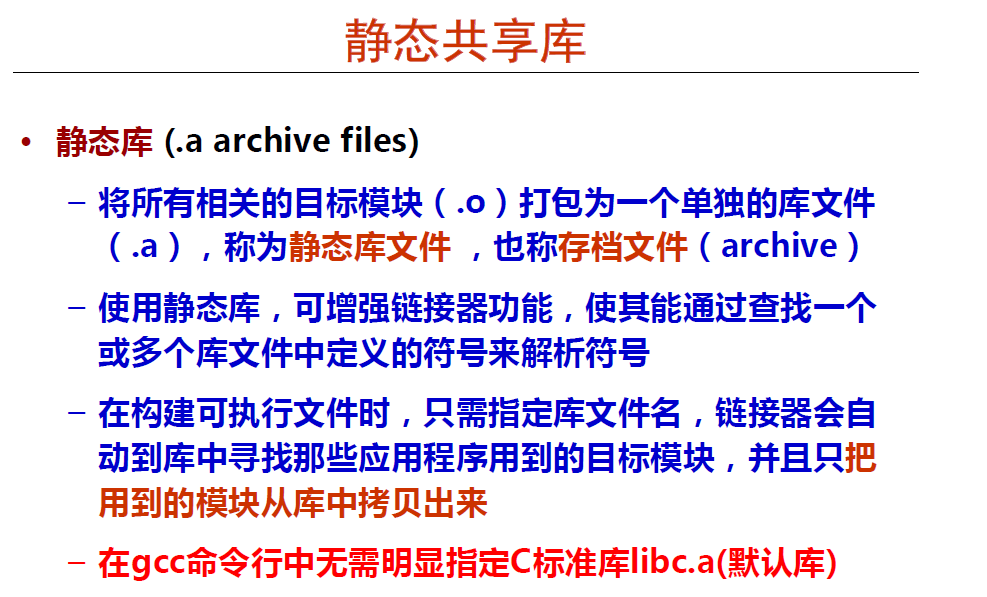 静态共享库
• 静态库 (.a archive files)
– 将所有相关的目标模块（.o）打包为一个单独的库文件
（.a），称为静态库文件 ，也称存档文件（archive）
– 使用静态库，可增强链接器功能，使其能通过查找一个
或多个库文件中定义的符号来解析符号
– 在构建可执行文件时，只需指定库文件名，链接器会自
动到库中寻找那些应用程序用到的目标模块，并且只把
用到的模块从库中拷贝出来
– 在gcc命令行中无需明显指定C标准库libc.a(默认库)